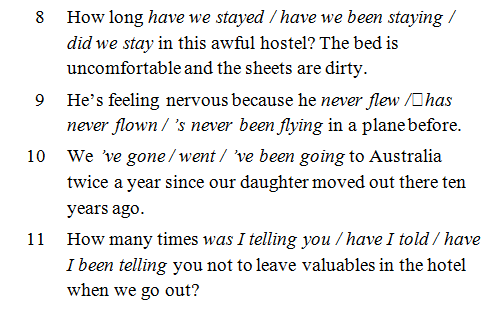 8 How long have we stayed / have we been staying /
did we stay in this awful hostel? The bed is
uncomfortable and the sheets are dirty.
9 He's feeling nervous because he never flew / has
never flown / 's never been flying in a plane before.
10 We 've gone / went / 've been going to Australia
twice a year since our daughter moved out there ten
years ago.
11 How many times was I telling you / have I told / have
I been telling you not to leave valuables in the hotel
when we go out?